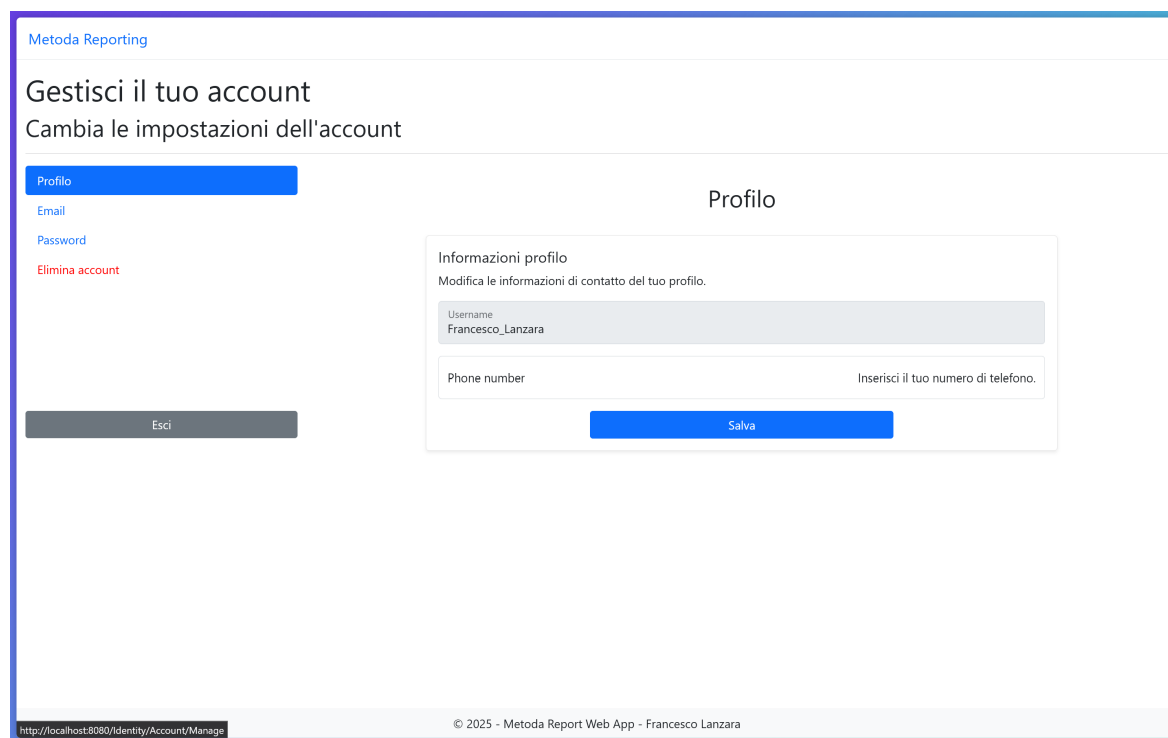 Metoda Reporting
Gestisci il tuo account
Cambia le impostazioni dell'account
Profilo
Email
Password
Elimina account
Esci
Profilo
Informazioni profilo
Modifica le informazioni di contatto del tuo profilo.
Username
Francesco_Lanzara
Phone number Inserisci il tuo numero di telefono.
Salva
© 2025 - Metoda Report Web App - Francesco Lanzara
http://localhost:8080/Identity/Account/Manage